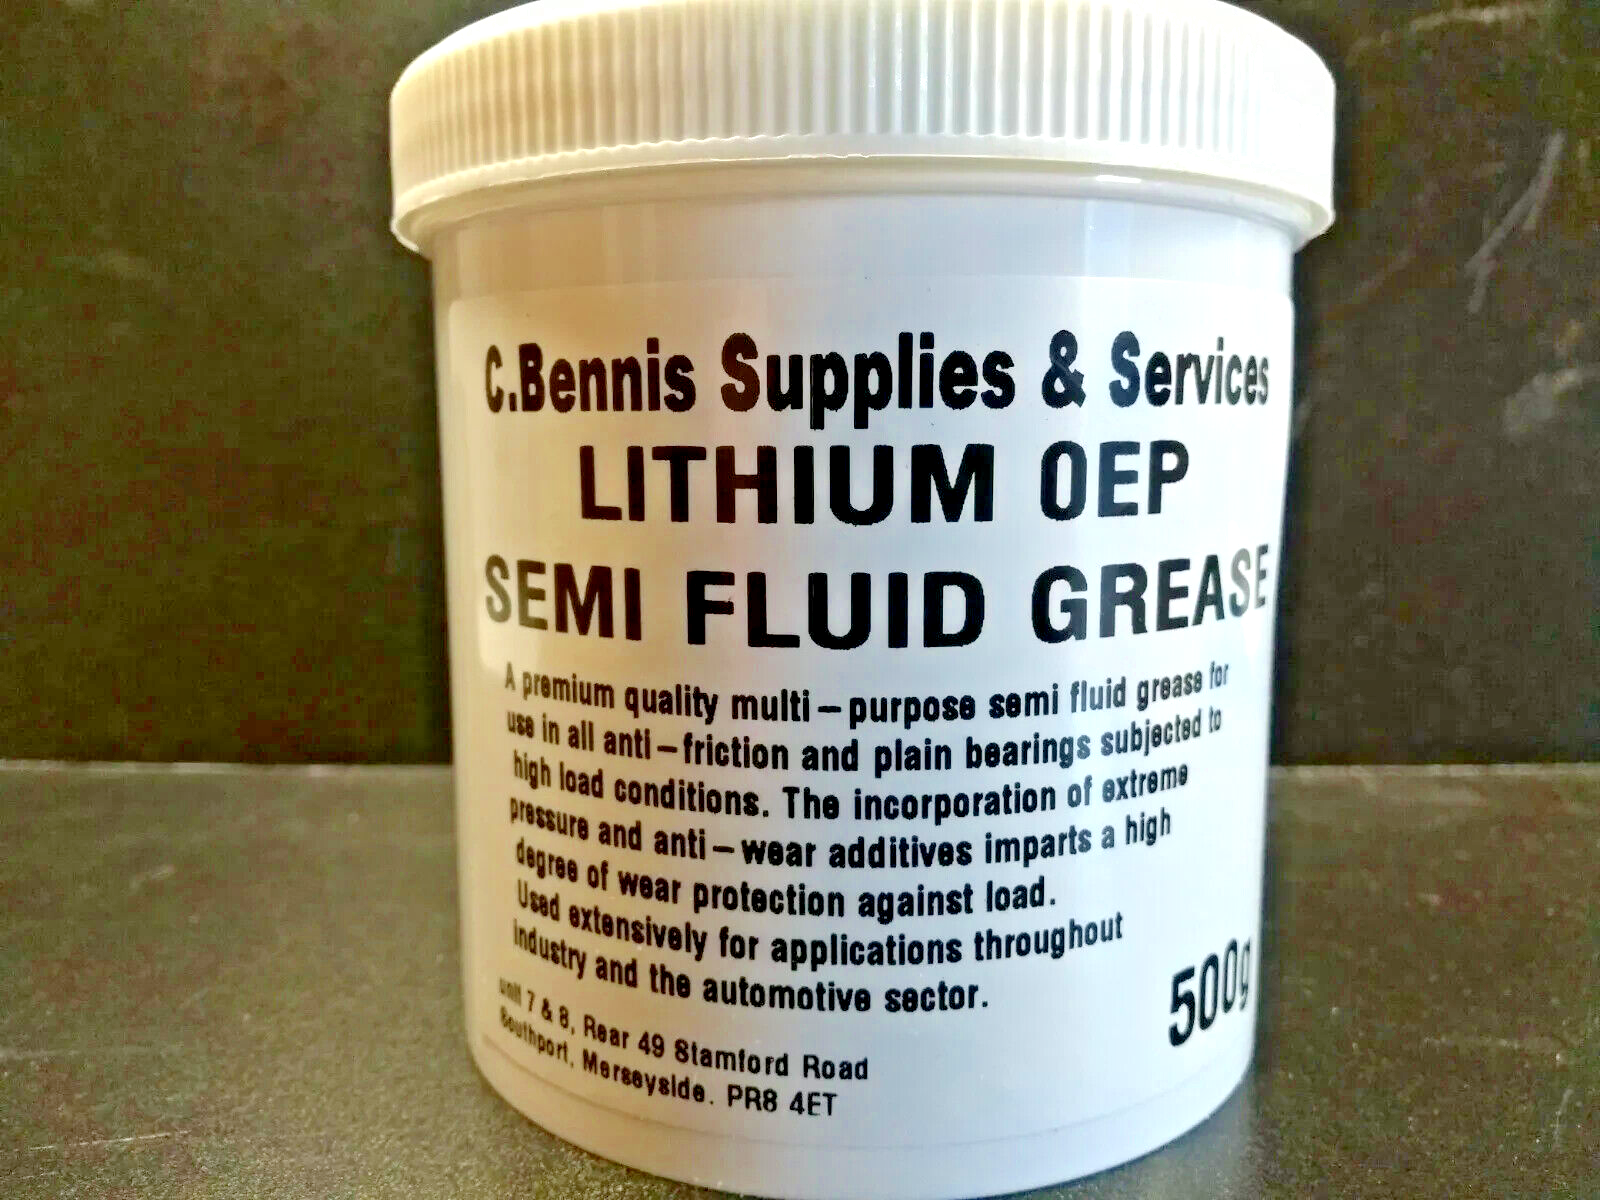 C.Bennis Supplies & Services
LITHIUM 0EP
SEMI FLUID GREASE
A premium quality multi-purpose semi fluid grease for
use in all anti-friction and plain bearings subjected to
high load conditions. The incorporation of extreme
pressure and anti-wear additives imparts a high
degree of wear protection against load.
Used extensively for applications throughout
industry and the automotive sector.
500g
unit 7 & 8, Rear 49 Stamford Road
Southport. Merseyside. PR8 4ET